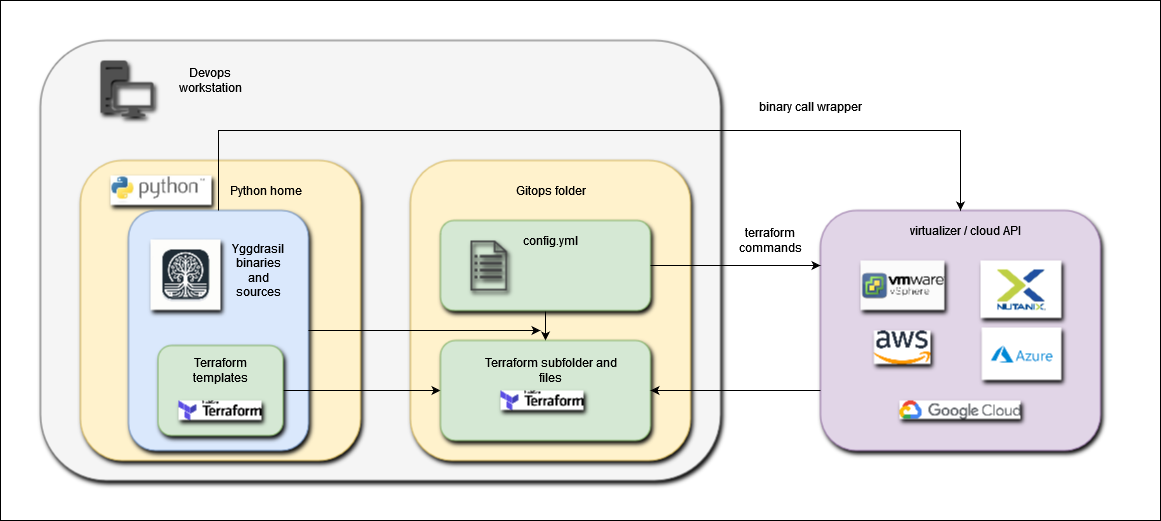 Devops
workstation
binary call wrapper
python
Python home
Gitops folder
Yggdrasil
binaries
and
sources
config.yml
terraform
commands
virtualizer / cloud API
vmware
vSphere
NUTANIX
aws
Azure
Google Cloud
Terraform
templates
Terraform
Terraform subfolder and
files
Terraform